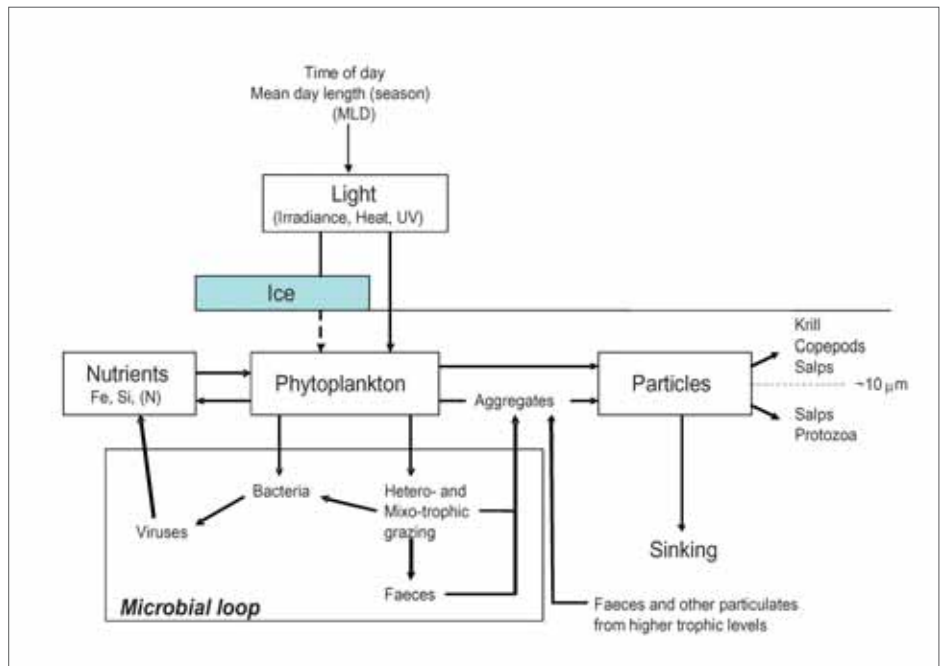 Time of day
Mean day length (season)
(MLD)
Light
(Irradiance, Heat, UV)
Ice
Nutrients
Fe, Si, (N)
Phytoplankton
Aggregates
Particles
Krill
Copepods
Salps
~10 μm
Salps
Protozoa
Bacteria
Hetero- and
Mixo-trophic
grazing
Viruses
Faeces
Microbial loop
Sinking
Faeces and other particulates
from higher trophic levels